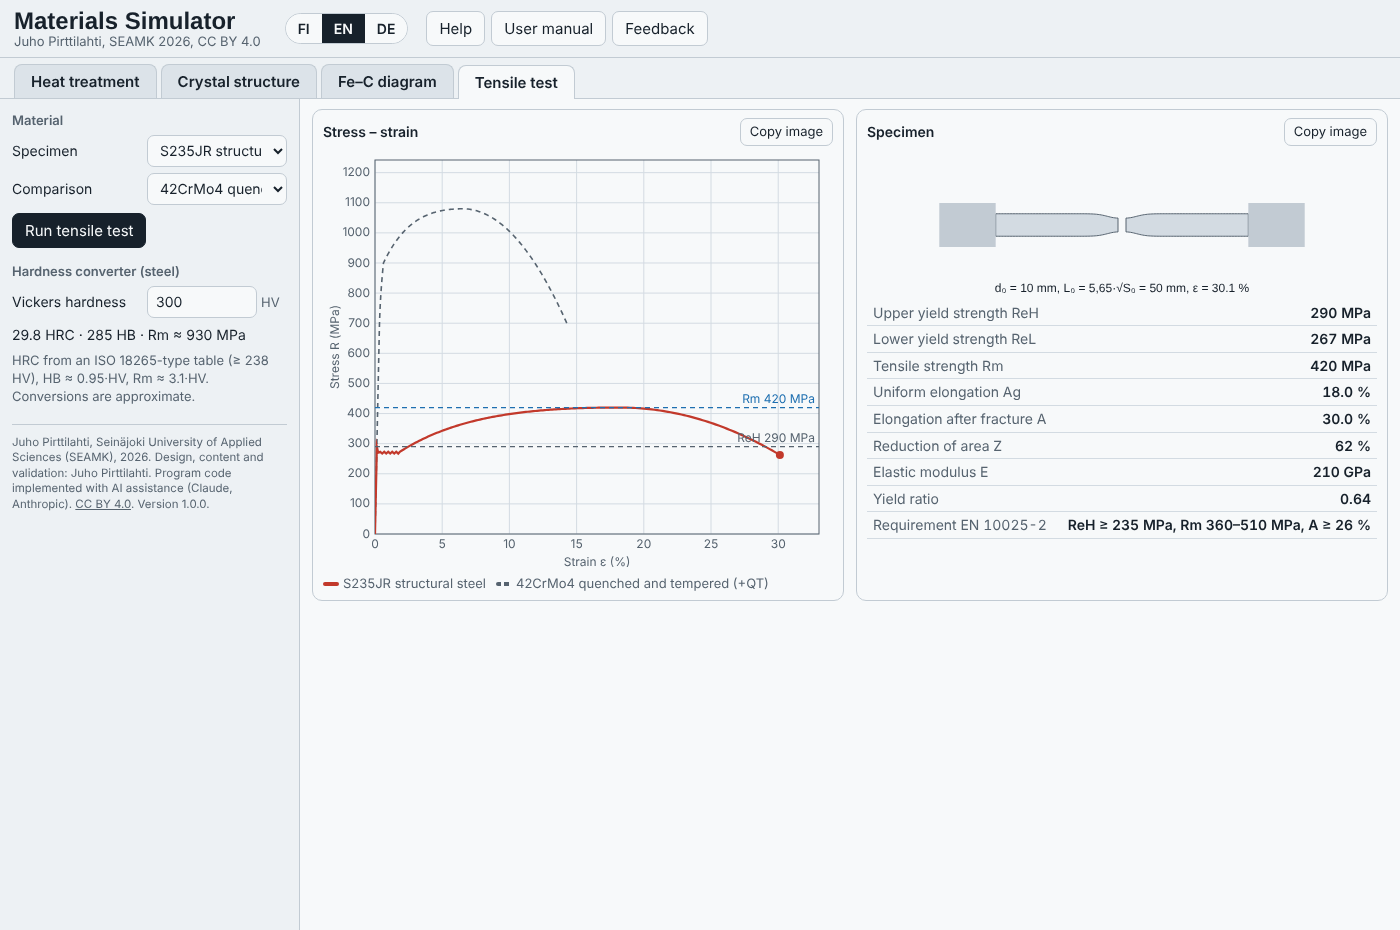 Materials Simulator
Juho Pirttilahti, SEAMK 2026, CC BY 4.0
FI EN DE
Help User manual Feedback
Heat treatment Crystal structure Fe–C diagram Tensile test
Material
Specimen S235JR structu
Comparison 42CrMo4 quenc
Run tensile test
Hardness converter (steel)
Vickers hardness 300 HV
29.8 HRC · 285 HB · Rm ≈ 930 MPa
HRC from an ISO 18265-type table (≥ 238
HV), HB ≈ 0.95·HV, Rm ≈ 3.1·HV.
Conversions are approximate.
Juho Pirttilahti, Seinäjoki University of Applied
Sciences (SEAMK), 2026. Design, content and
validation: Juho Pirttilahti. Program code
implemented with AI assistance (Claude,
Anthropic). CC BY 4.0. Version 1.0.0.
Stress – strain
Copy image
1200
1100
1000
900
800
700
600
500
400
300
200
100
0
Stress R (MPa)
Rm 420 MPa
ReH 290 MPa
0 5 10 15 20 25 30
Strain ε (%)
S235JR structural steel 42CrMo4 quenched and tempered (+QT)
Specimen
Copy image
d₀ = 10 mm, L₀ = 5,65·√S₀ = 50 mm, ε = 30.1 %
Upper yield strength ReH 290 MPa
Lower yield strength ReL 267 MPa
Tensile strength Rm 420 MPa
Uniform elongation Ag 18.0 %
Elongation after fracture A 30.0 %
Reduction of area Z 62 %
Elastic modulus E 210 GPa
Yield ratio 0.64
Requirement EN 10025-2 ReH ≥ 235 MPa, Rm 360–510 MPa, A ≥ 26 %